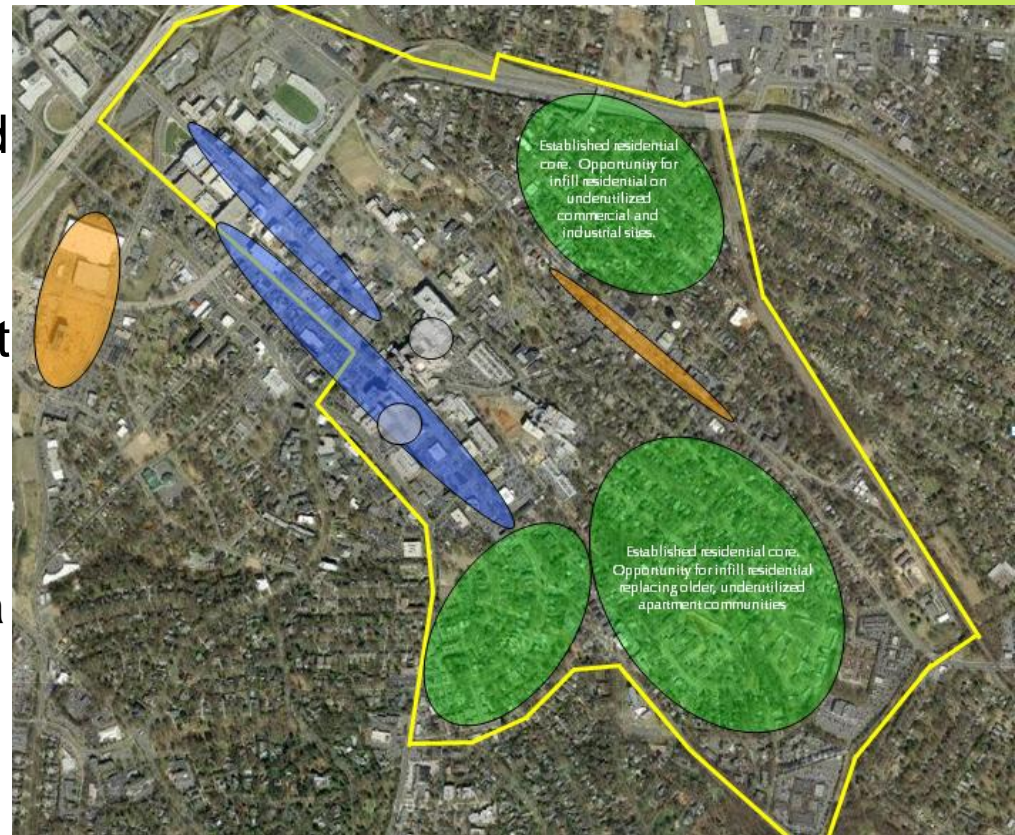 Established residential
core. Opportunity for
infill residential on
underutilized
commercial and
industrial sites.
Established residential core.
Opportunity for infill residential
replacing older, underutilized
apartment communities